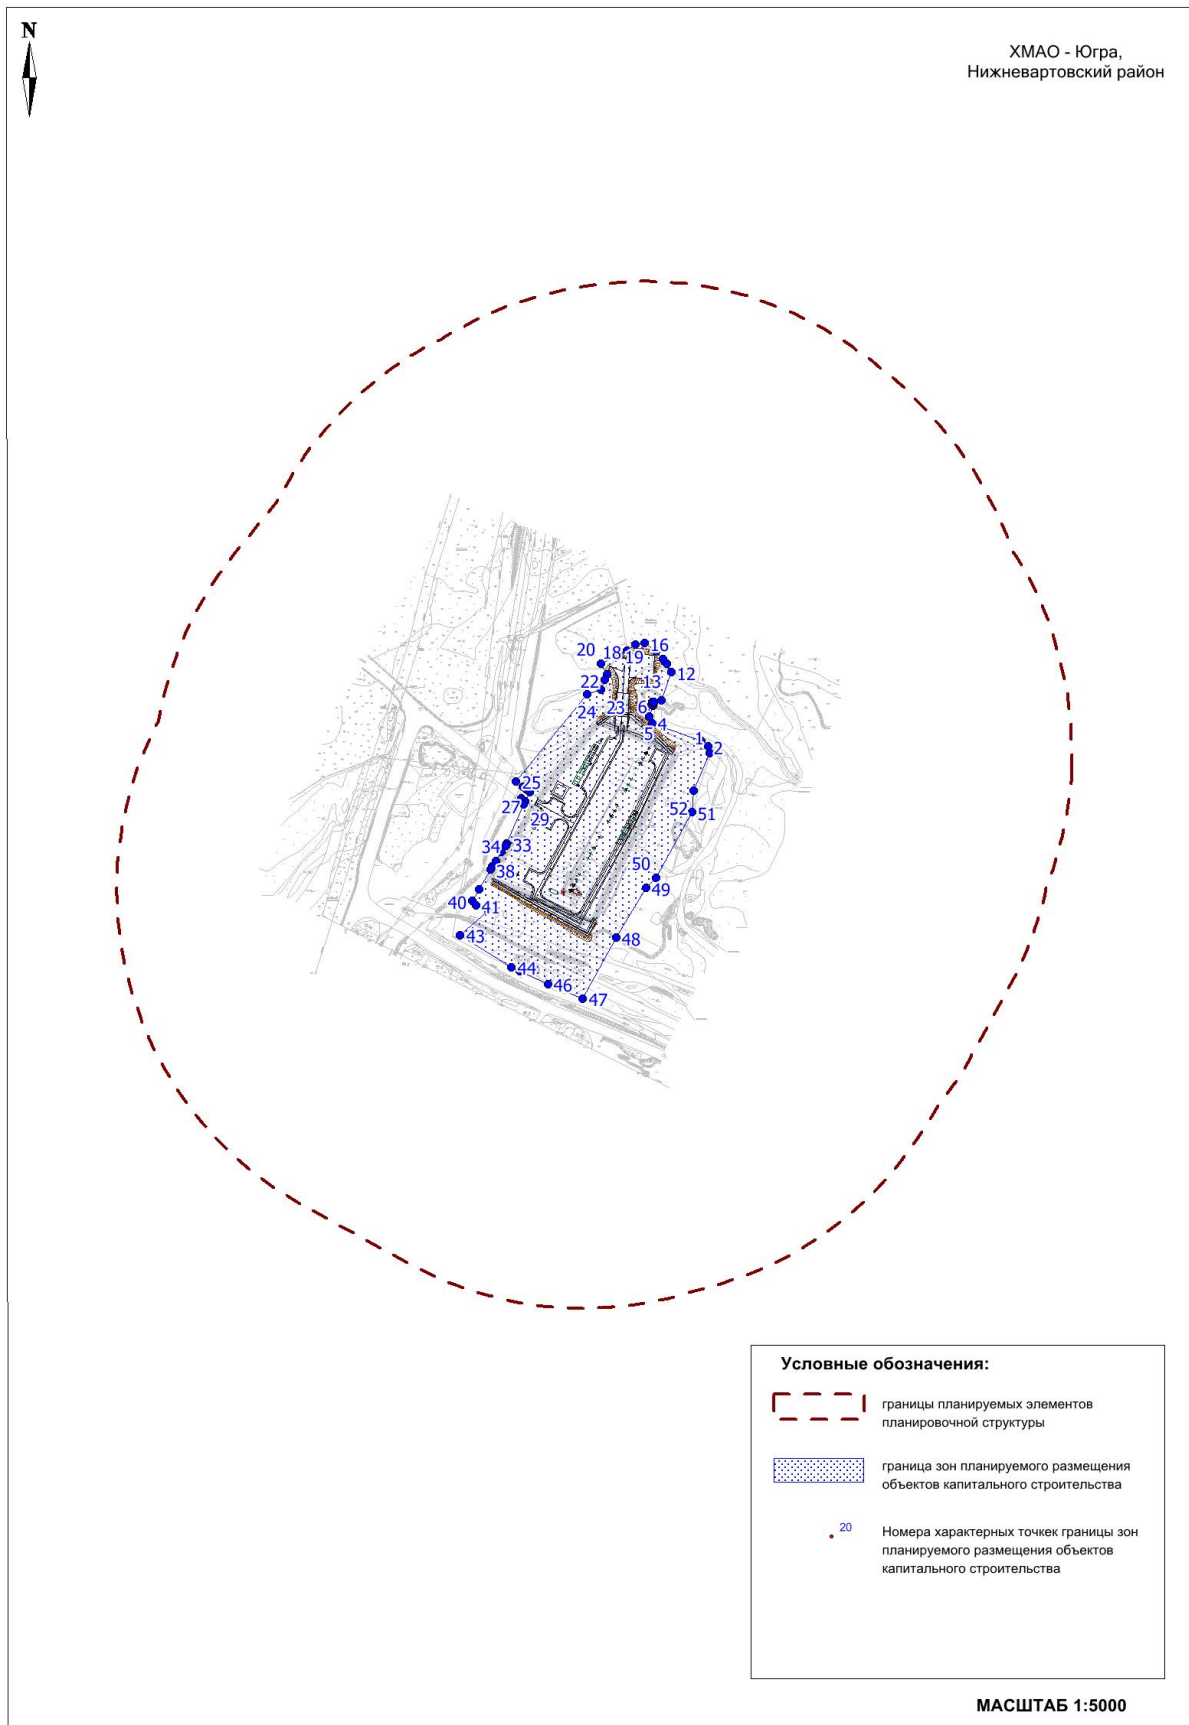 N
ХМАО - Югра,
Нижневартовский район
16
20
18
19
12
22
13
24
23
6
4
5
1
2
25
27
29
52
51
34
33
38
50
49
40
41
43
48
44
46
47
Условные обозначения:
границы планируемых элементов
планировочной структуры
граница зон планируемого размещения
объектов капитального строительства
20
Номера характерных точкек границы зон
планируемого размещения объектов
капитального строительства
МАСШТАБ 1:5000